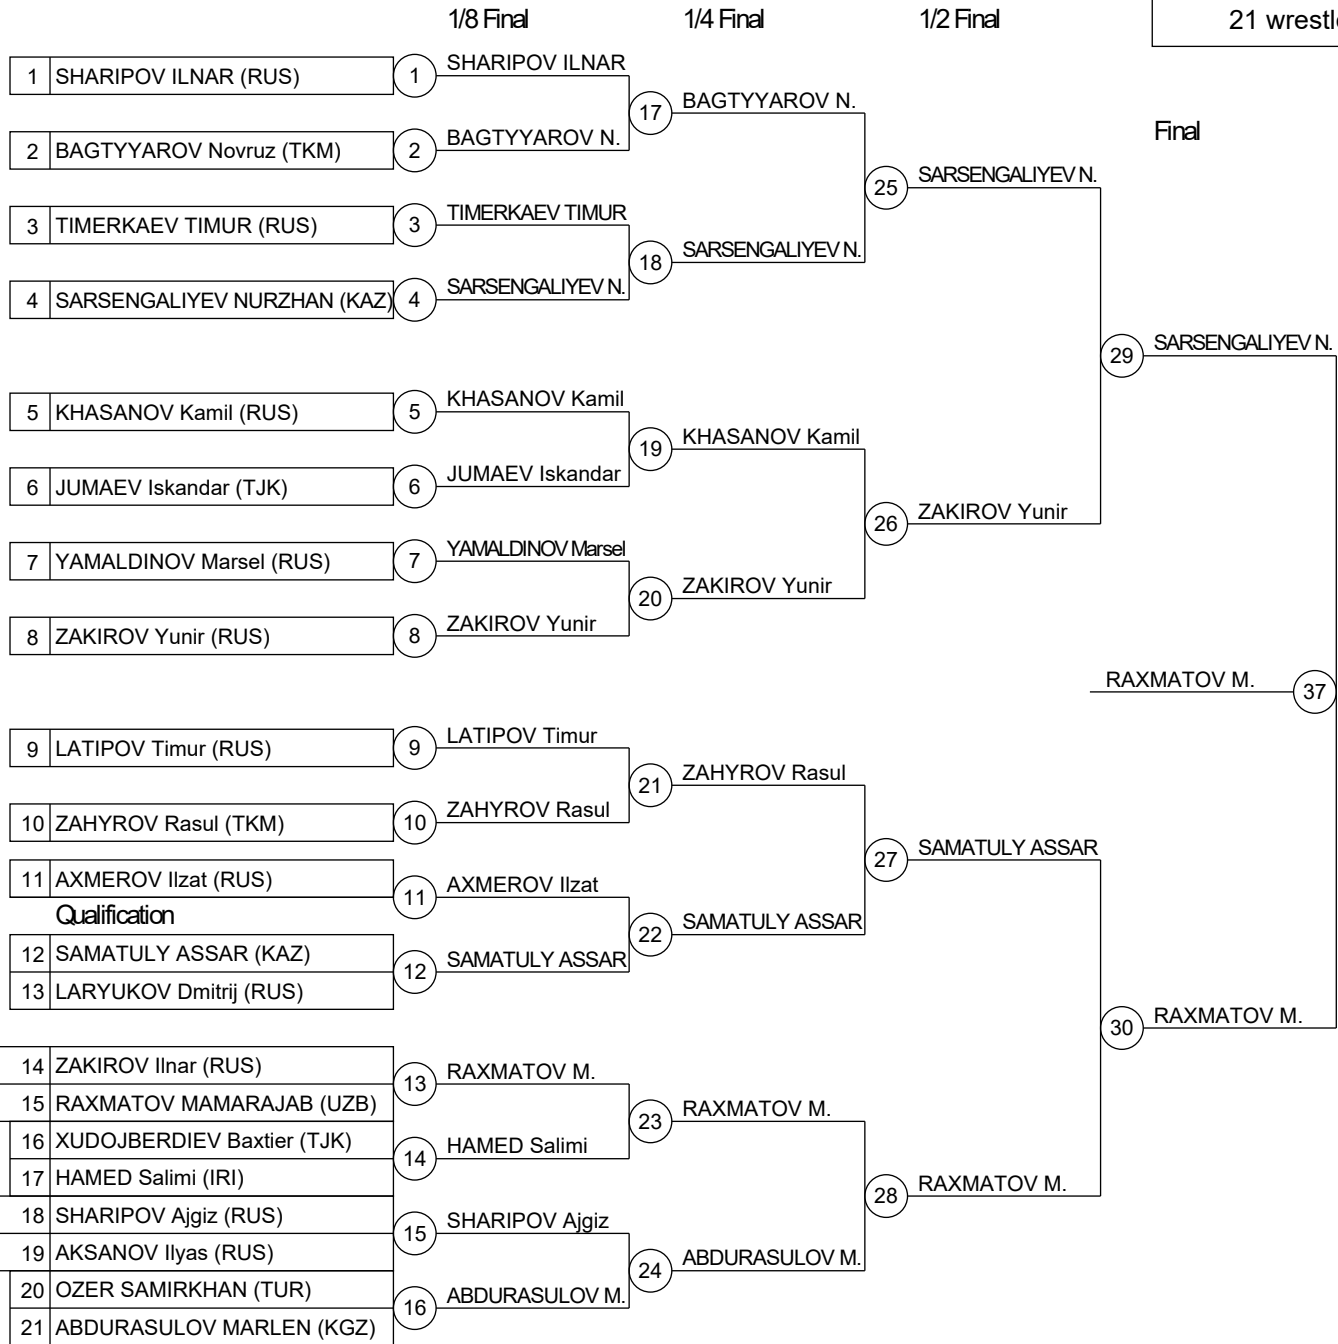 1/8 Final 1/4 Final 1/2 Final 21 wrestl
1 SHARIPOV ILNAR (RUS) 1 SHARIPOV ILNAR
17 BAGTYYAROV N.
Final
2 BAGTYYAROV Novruz (TKM) 2 BAGTYYAROV N.
25 SARSENGALIYEV N.
3 TIMERKAEV TIMUR (RUS) 3 TIMERKAEV TIMUR
18 SARSENGALIYEV N.
4 SARSENGALIYEV NURZHAN (KAZ) 4 SARSENGALIYEV N.
29 SARSENGALIYEV N.
5 KHASANOV Kamil (RUS) 5 KHASANOV Kamil
19 KHASANOV Kamil
6 JUMAEV Iskandar (TJK) 6 JUMAEV Iskandar
26 ZAKIROV Yunir
7 YAMALDINOV Marsel (RUS) 7 YAMALDINOV Marsel
20 ZAKIROV Yunir
8 ZAKIROV Yunir (RUS) 8 ZAKIROV Yunir
RAXMATOV M. 37
9 LATIPOV Timur (RUS) 9 LATIPOV Timur
21 ZAHYROV Rasul
10 ZAHYROV Rasul (TKM) 10 ZAHYROV Rasul
27 SAMATULY ASSAR
11 AXMEROV Ilzat (RUS) 11 AXMEROV Ilzat
Qualification
22 SAMATULY ASSAR
12 SAMATULY ASSAR (KAZ) 12 SAMATULY ASSAR
13 LARYUKOV Dmitrij (RUS)
30 RAXMATOV M.
14 ZAKIROV Ilnar (RUS) 13 RAXMATOV M.
15 RAXMATOV MAMARAJAB (UZB)
23 RAXMATOV M.
16 XUDOJBERDIEV Baxtier (TJK) 14 HAMED Salimi
17 HAMED Salimi (IRI)
28 RAXMATOV M.
18 SHARIPOV Ajgiz (RUS) 15 SHARIPOV Ajgiz
19 AKSANOV Ilyas (RUS)
24 ABDURASULOV M.
20 OZER SAMIRKHAN (TUR) 16 ABDURASULOV M.
21 ABDURASULOV MARLEN (KGZ)